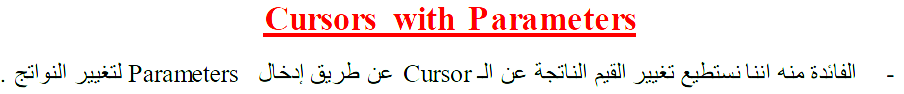 Cursors with Parameters
- الفائدة منه اننا نستطيع تغيير القيم الناتجة عن الـ Cursor عن طريق إدخال Parameters لتغيير النواتج .